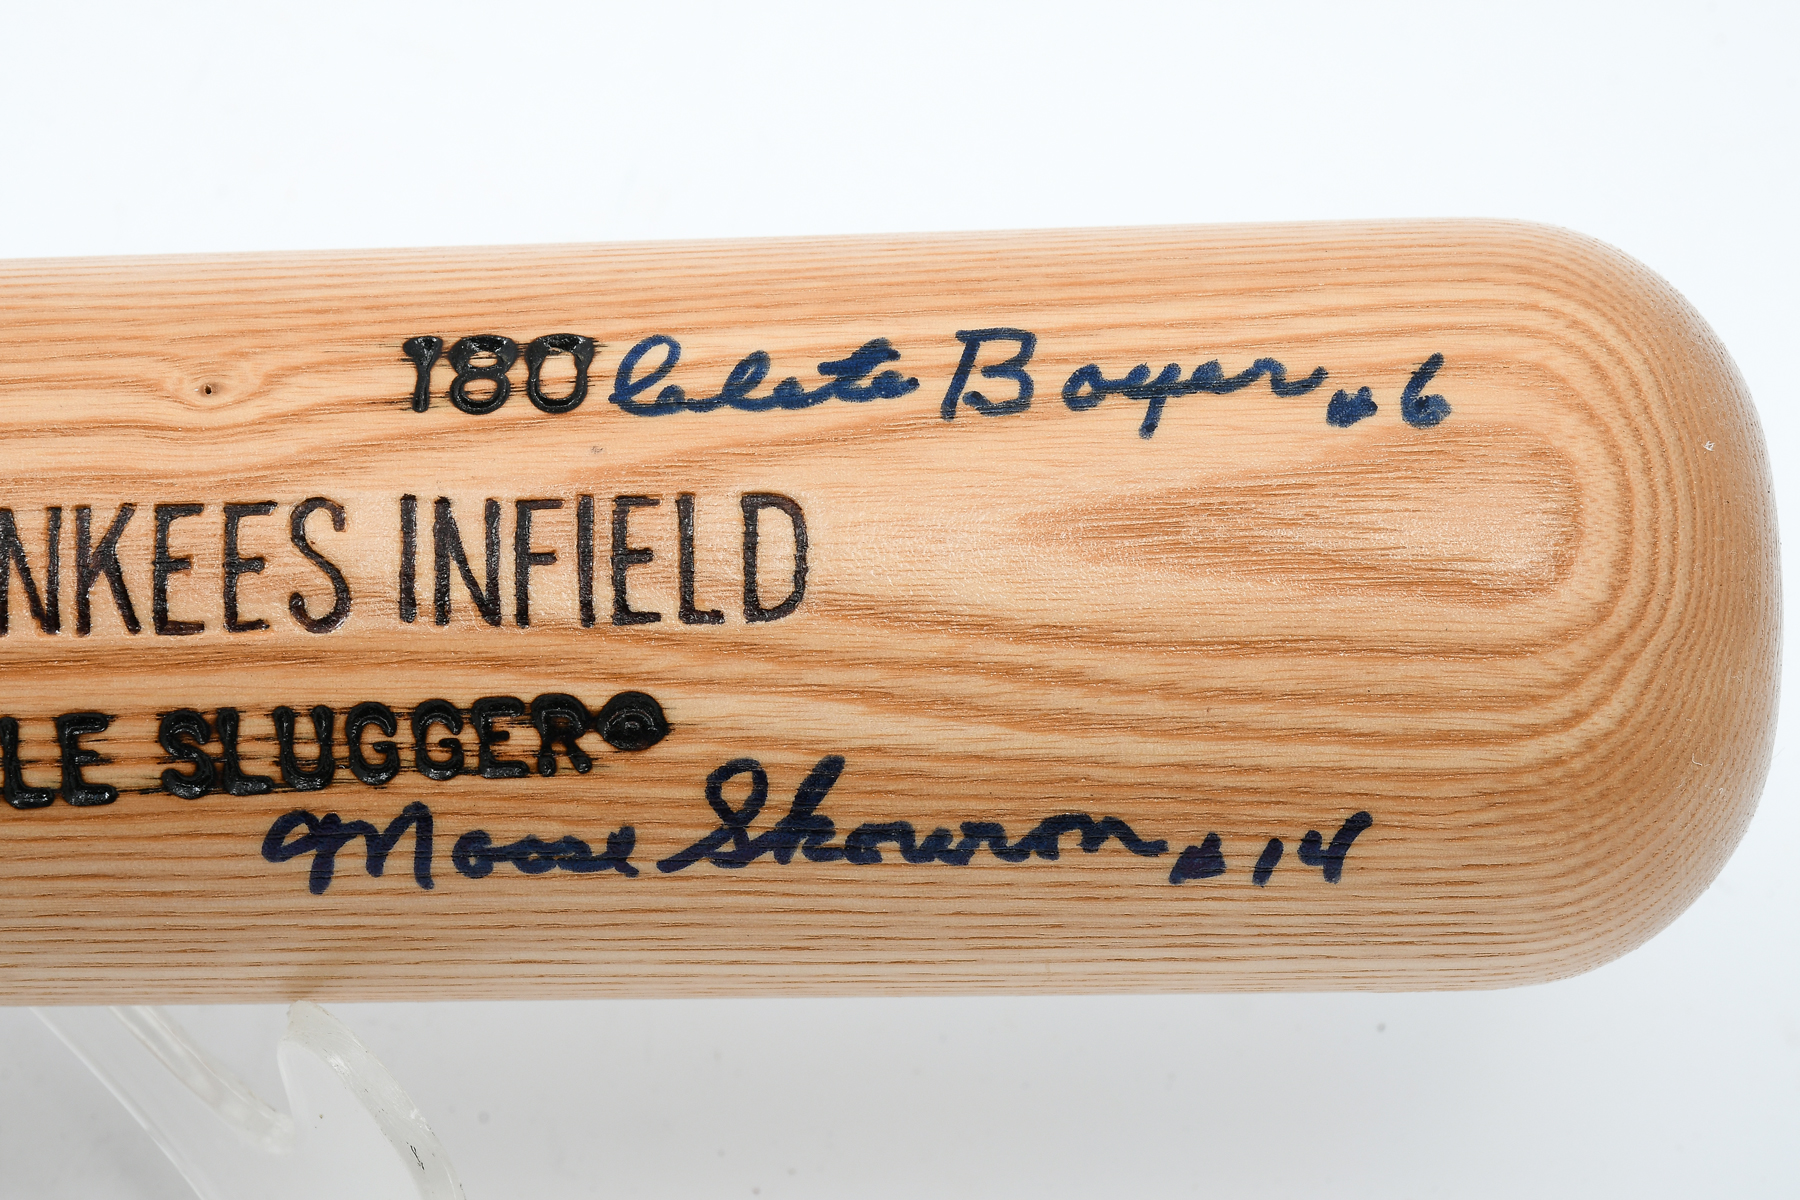 180 Clete Boyer #6
NKEES INFIELD
LE SLUGGER®
Moose Skowron #14